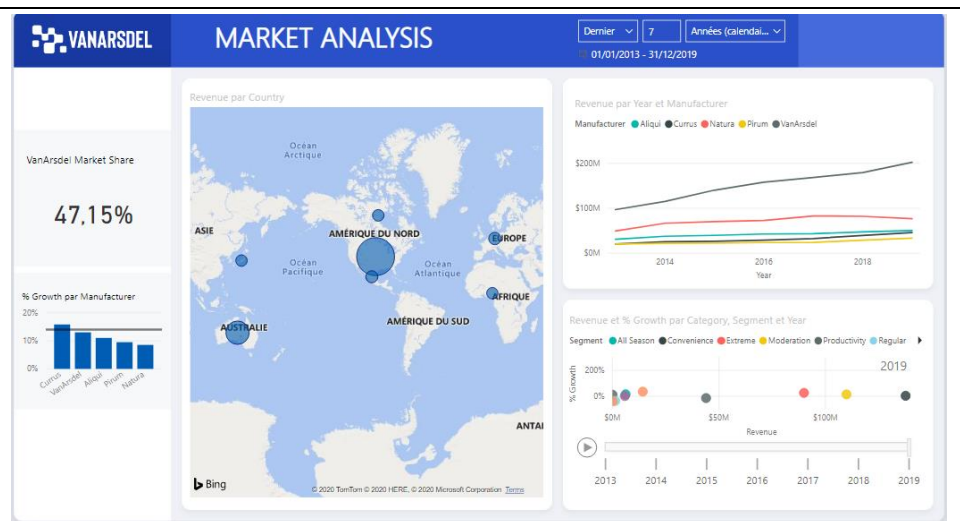 VANARSDEL
MARKET ANALYSIS
Dernier 7 Années (calendai...
01/01/2013 - 31/12/2019
VanArsdel Market Share
47,15%
% Growth par Manufacturer
20%
10%
0%
Currus
VanArsdel
Aliqui
Pirum
Natura
Revenue par Country
Océan
Arctique
ASIE
AMÉRIQUE DU NORD
EUROPE
Océan
Pacifique
Océan
Atlantique
AFRIQUE
AUSTRALIE
AMÉRIQUE DU SUD
ANTAI
Bing
© 2020 TomTom © 2020 HERE, © 2020 Microsoft Corporation Terms
Revenue par Year et Manufacturer
Manufacturer Aliqui Currus Natura Pirum VanArsdel
$200M
$100M
$0M
2014 2016 2018
Year
Revenue et % Growth par Category, Segment et Year
Segment All Season Convenience Extreme Moderation Productivity Regular
2019
% Growth
200%
0%
$0M $50M $100M
Revenue
2013 2014 2015 2016 2017 2018 2019